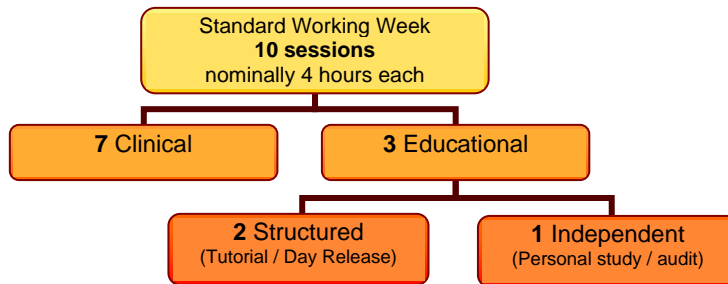 Standard Working Week
10 sessions
nominally 4 hours each
7 Clinical
3 Educational
2 Structured
(Tutorial / Day Release)
1 Independent
(Personal study / audit)